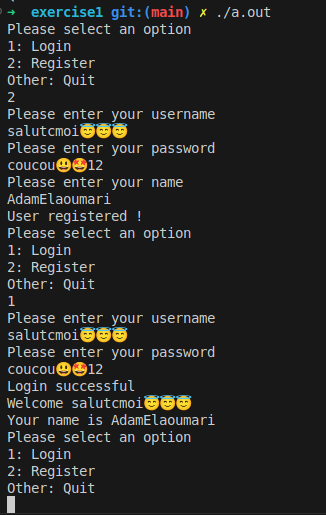 ➜ exercise1 git:(main) ✗ ./a.out
Please select an option
1: Login
2: Register
Other: Quit
2
Please enter your username
salutcmoi😇😇😇
Please enter your password
coucou😃🤩12
Please enter your name
AdamElaoumari
User registered !
Please select an option
1: Login
2: Register
Other: Quit
1
Please enter your username
salutcmoi😇😇😇
Please enter your password
coucou😃🤩12
Login successful
Welcome salutcmoi😇😇😇
Your name is AdamElaoumari
Please select an option
1: Login
2: Register
Other: Quit